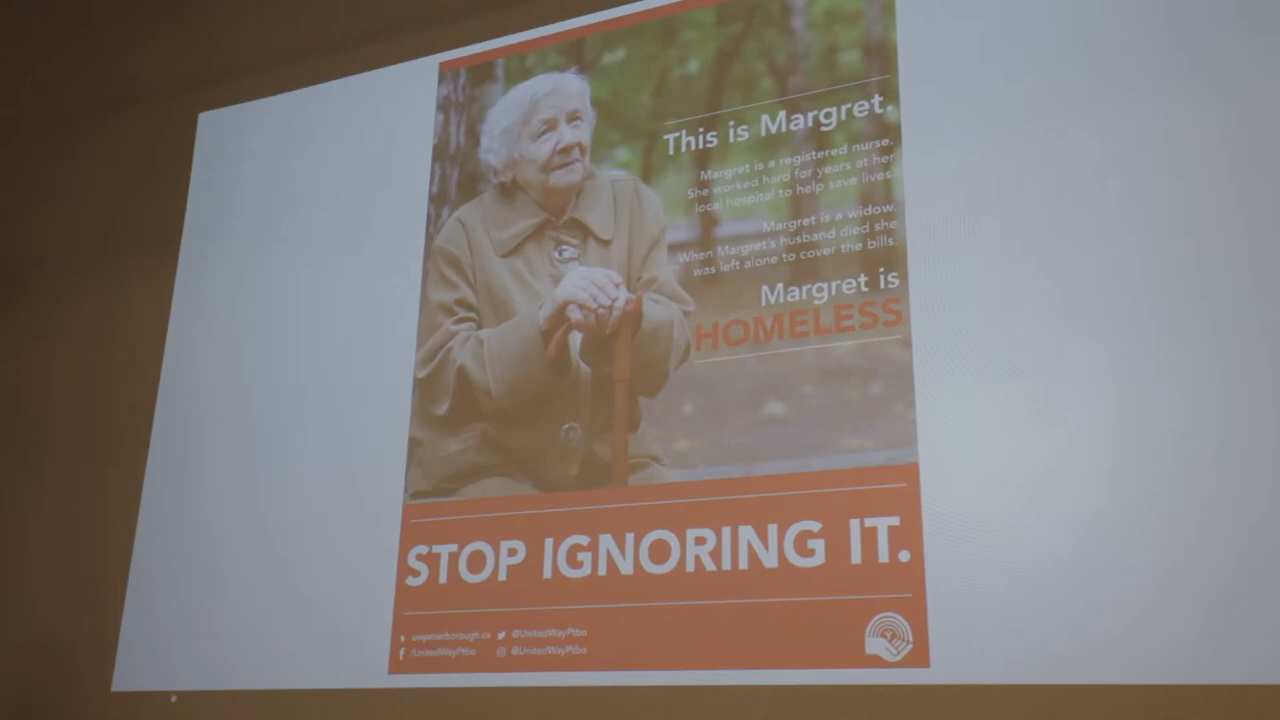 This is Margret.
Margret is a registered nurse.
She worked hard for years at her
local hospital to help save lives
Margret is a widow.
When Margret's husband died she
was left alone to cover the bills.
Margret is
HOMELESS
STOP IGNORING IT.
uwpeterborough.ca @UnitedWayPtbo
/UnitedWayPtbo @UnitedWayPtbo